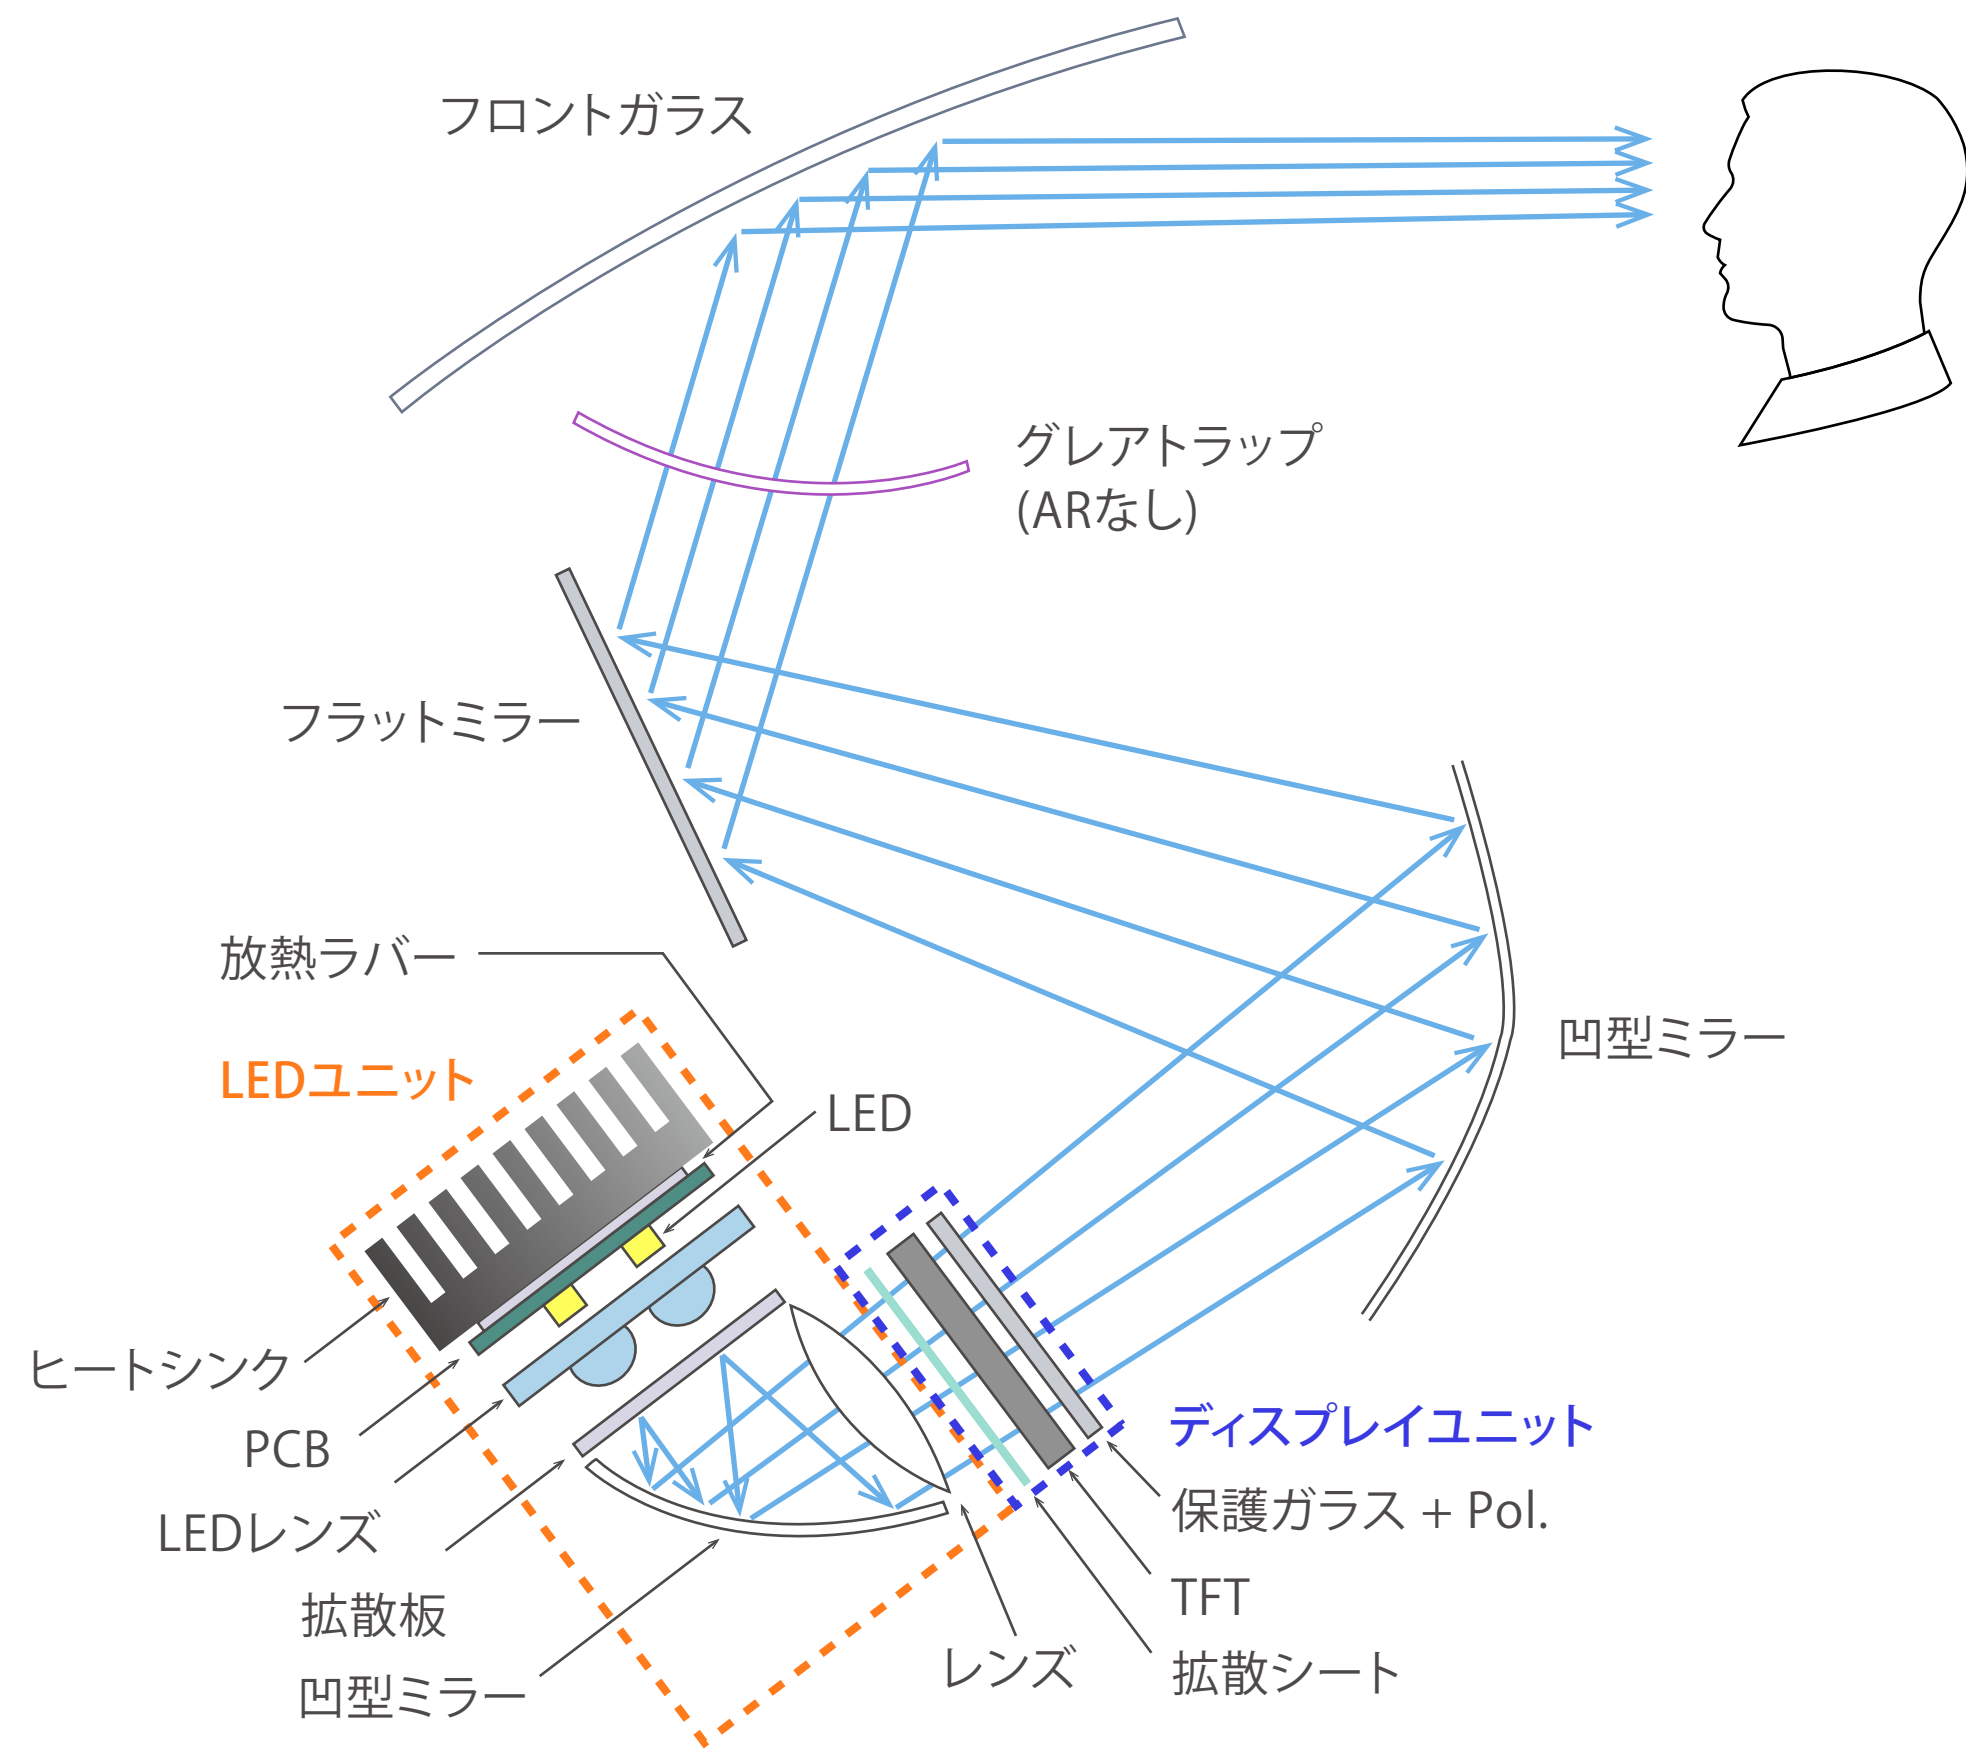 フロントガラス
グレアトラップ
(ARなし)
フラットミラー
放熱ラバー
凹型ミラー
LEDユニット
LED
ヒートシンク
PCB
LEDレンズ
拡散板
凹型ミラー
レンズ
ディスプレイユニット
保護ガラス + Pol.
TFT
拡散シート